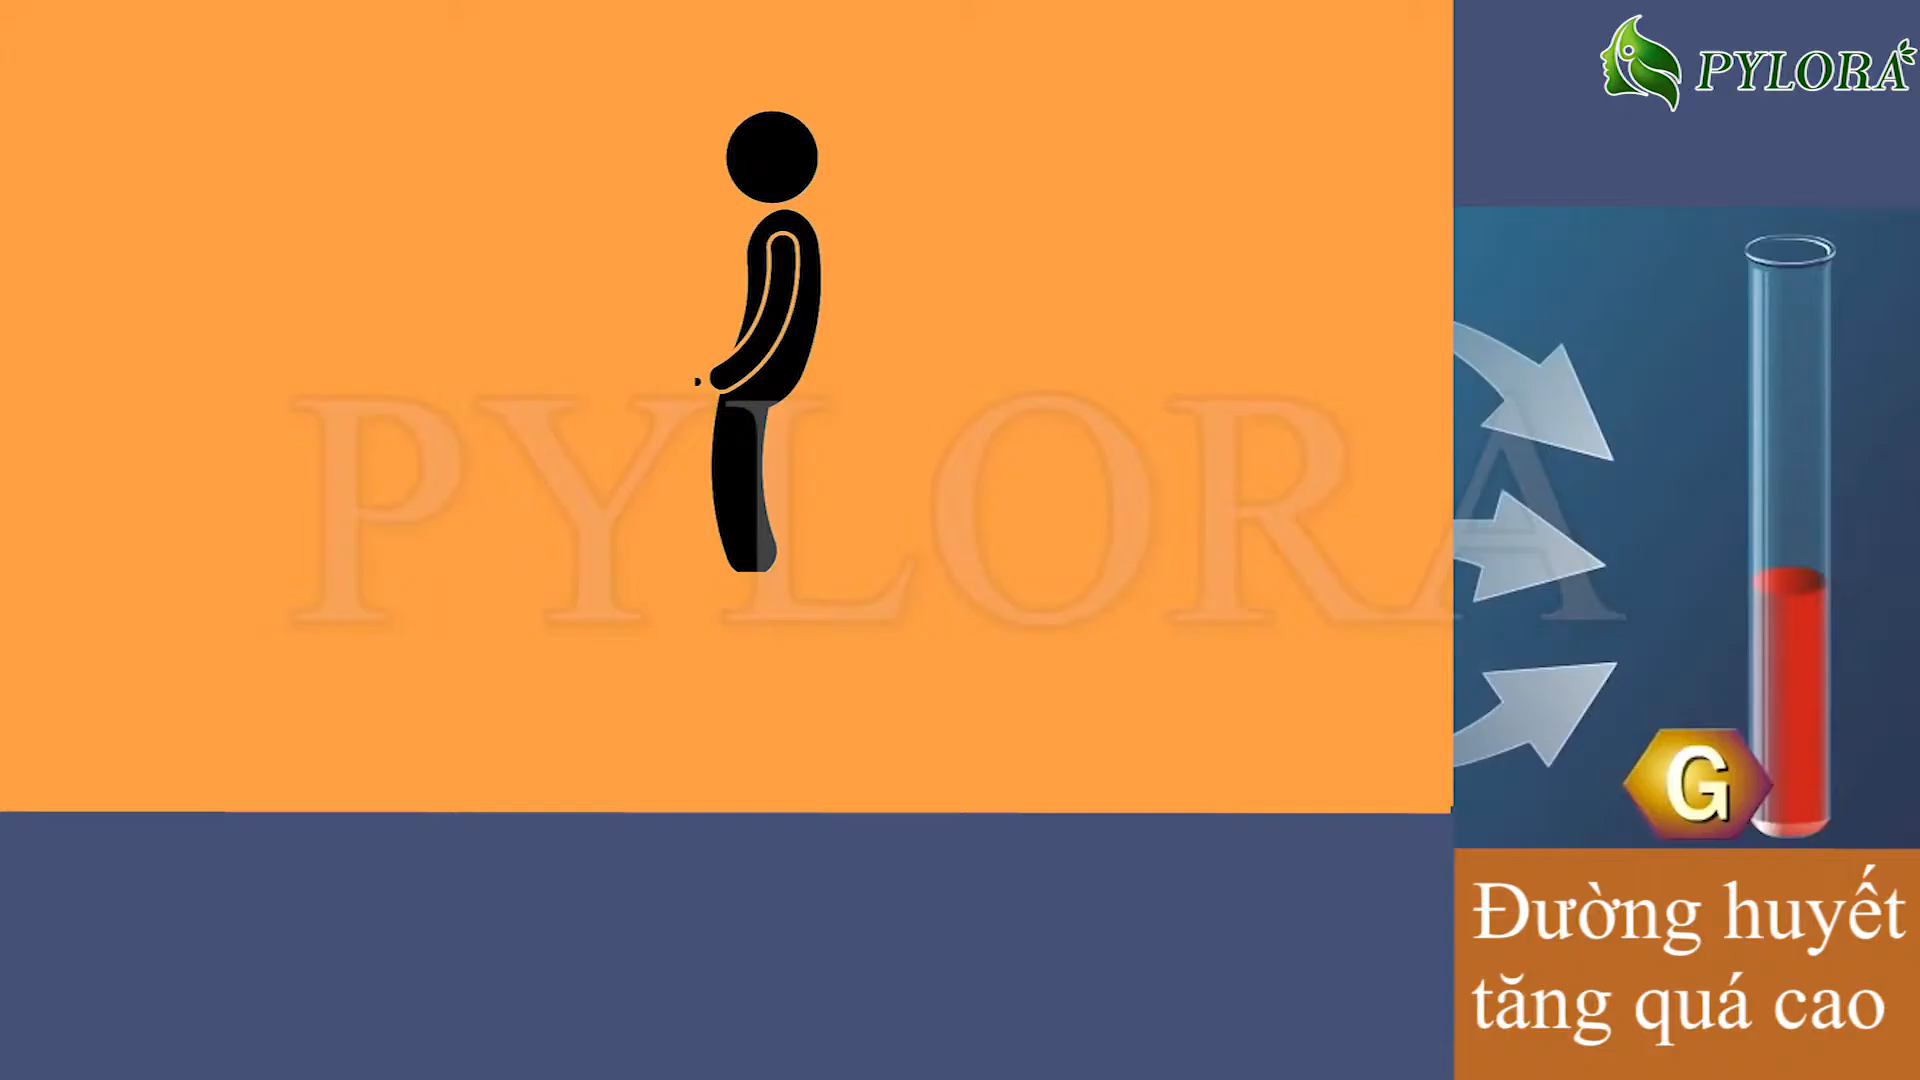 PYLORA
PYLORA
G
Đường huyết
tăng quá cao